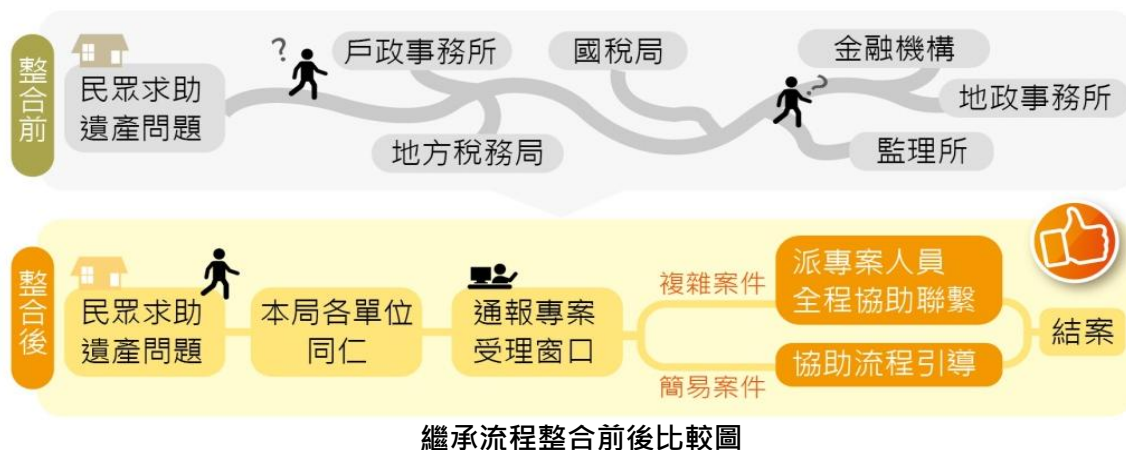 整合前
民眾求助
遺產問題
?
戶政事務所
地方稅務局
國稅局
?
金融機構
地政事務所
監理所
整合後
民眾求助
遺產問題
本局各單位
同仁
通報專案
受理窗口
複雜案件
派專案人員
全程協助聯繫
簡易案件
協助流程引導
結案
繼承流程整合前後比較圖